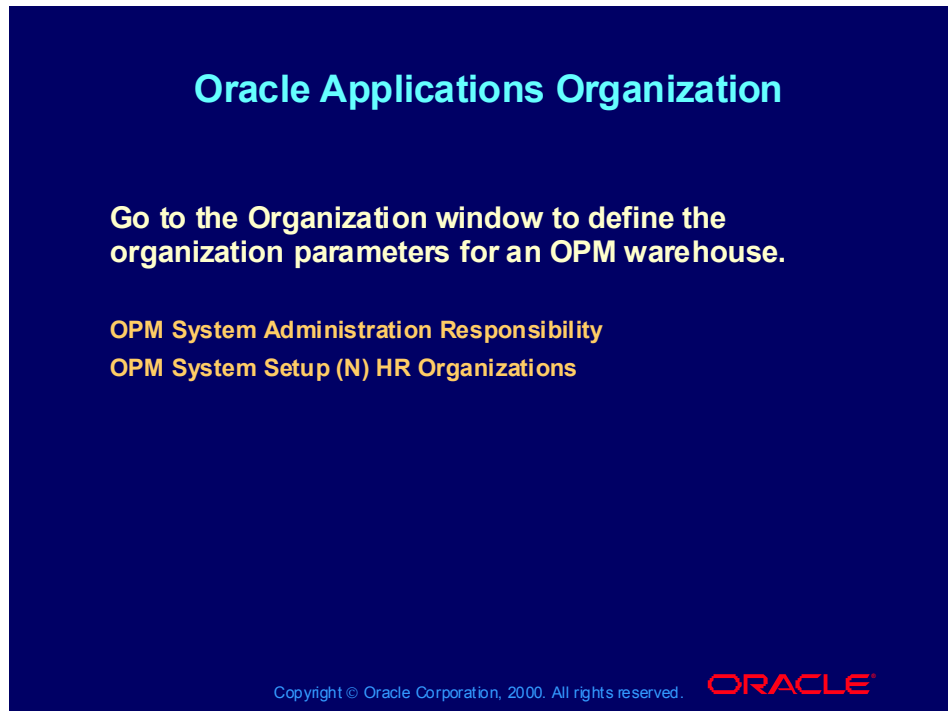 Oracle Applications Organization
Go to the Organization window to define the
organization parameters for an OPM warehouse.
OPM System Administration Responsibility
OPM System Setup (N) HR Organizations
Copyright © Oracle Corporation, 2000. All rights reserved.
ORACLE®